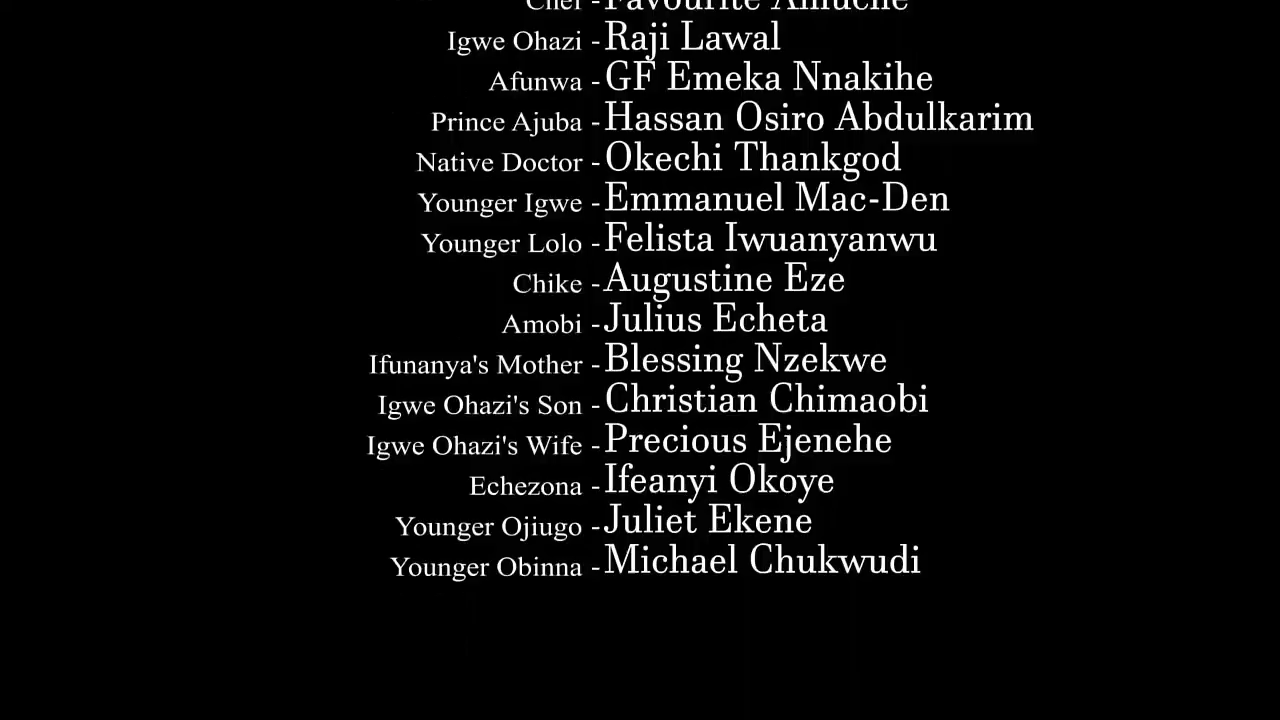 Igwe Ohazi - Raji Lawal
Afunwa - GF Emeka Nnakihe
Prince Ajuba - Hassan Osiro Abdulkarim
Native Doctor - Okechi Thankgod
Younger Igwe - Emmanuel Mac-Den
Younger Lolo - Felista Iwuanyanwu
Chike - Augustine Eze
Amobi - Julius Echeta
Ifunanya's Mother - Blessing Nzekwe
Igwe Ohazi's Son - Christian Chimaobi
Igwe Ohazi's Wife - Precious Ejenehe
Echezona - Ifeanyi Okoye
Younger Ojiugo - Juliet Ekene
Younger Obinna - Michael Chukwudi